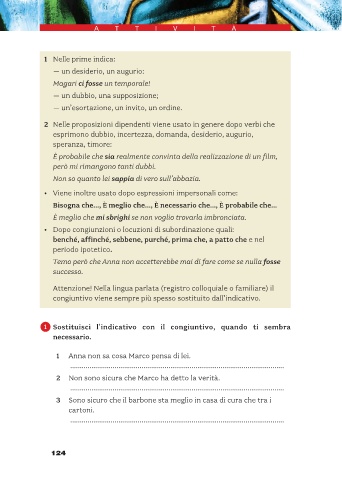 ATTIVITÀ
1 Nelle prime indica:
— un desiderio, un augurio:
Magari ci fosse un temporale!
— un dubbio, una supposizione;
— un'esortazione, un invito, un ordine.
2 Nelle proposizioni dipendenti viene usato in genere dopo verbi che
esprimono dubbio, incertezza, domanda, desiderio, augurio,
speranza, timore:
È probabile che sia realmente convinta della realizzazione di un film,
però mi rimangono tanti dubbi.
Non so quanto lei sappia di vero sull'abbazia.
• Viene inoltre usato dopo espressioni impersonali come:
Bisogna che..., È meglio che..., È necessario che..., È probabile che...
È meglio che mi sbrighi se non voglio trovarla imbronciata.
• Dopo congiunzioni o locuzioni di subordinazione quali:
benché, affinché, sebbene, purché, prima che, a patto che e nel
periodo ipotetico.
Temo però che Anna non accetterebbe mai di fare come se nulla fosse
successo.
Attenzione! Nella lingua parlata (registro colloquiale o familiare) il
congiuntivo viene sempre più spesso sostituito dall'indicativo.
1 Sostituisci l'indicativo con il congiuntivo, quando ti sembra
necessario.
1 Anna non sa cosa Marco pensa di lei.
2 Non sono sicura che Marco ha detto la verità.
3 Sono sicuro che il barbone sta meglio in casa di cura che tra i
cartoni.
124